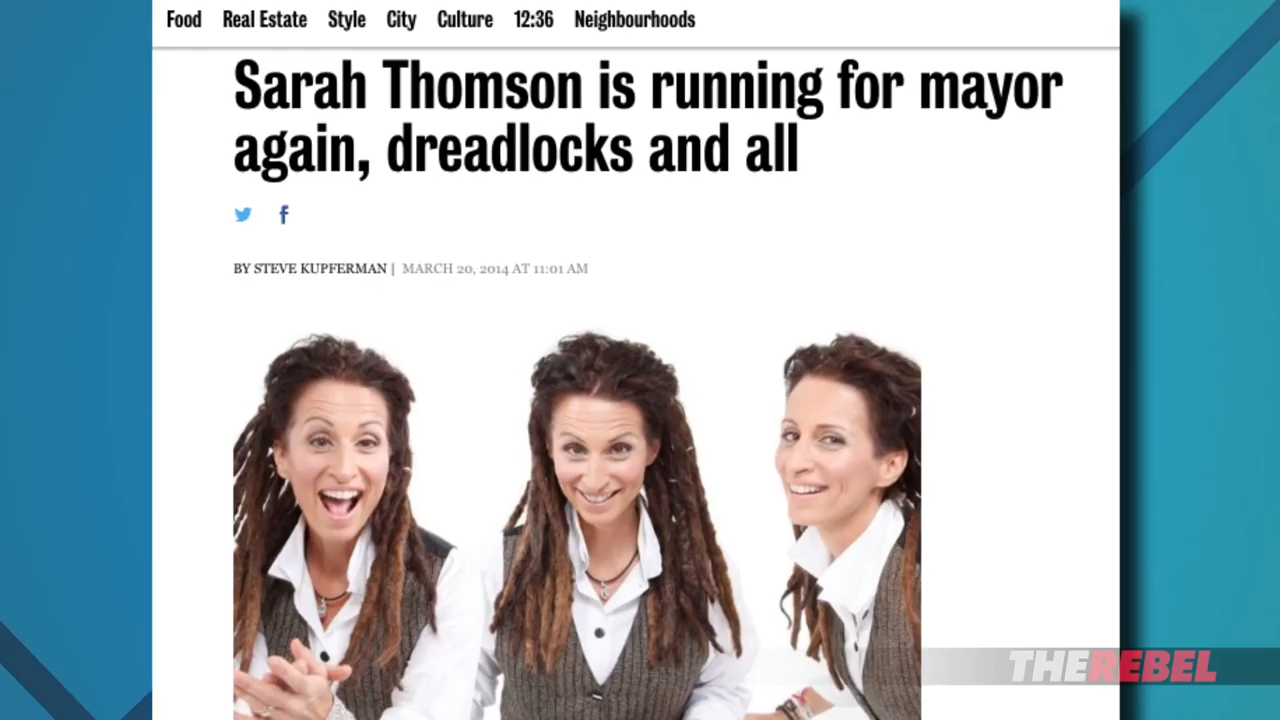 Food Real Estate Style City Culture 12:36 Neighbourhoods
Sarah Thomson is running for mayor
again, dreadlocks and all
BY STEVE KUPFERMAN | MARCH 20, 2014 AT 11:01 AM
THEREBEL